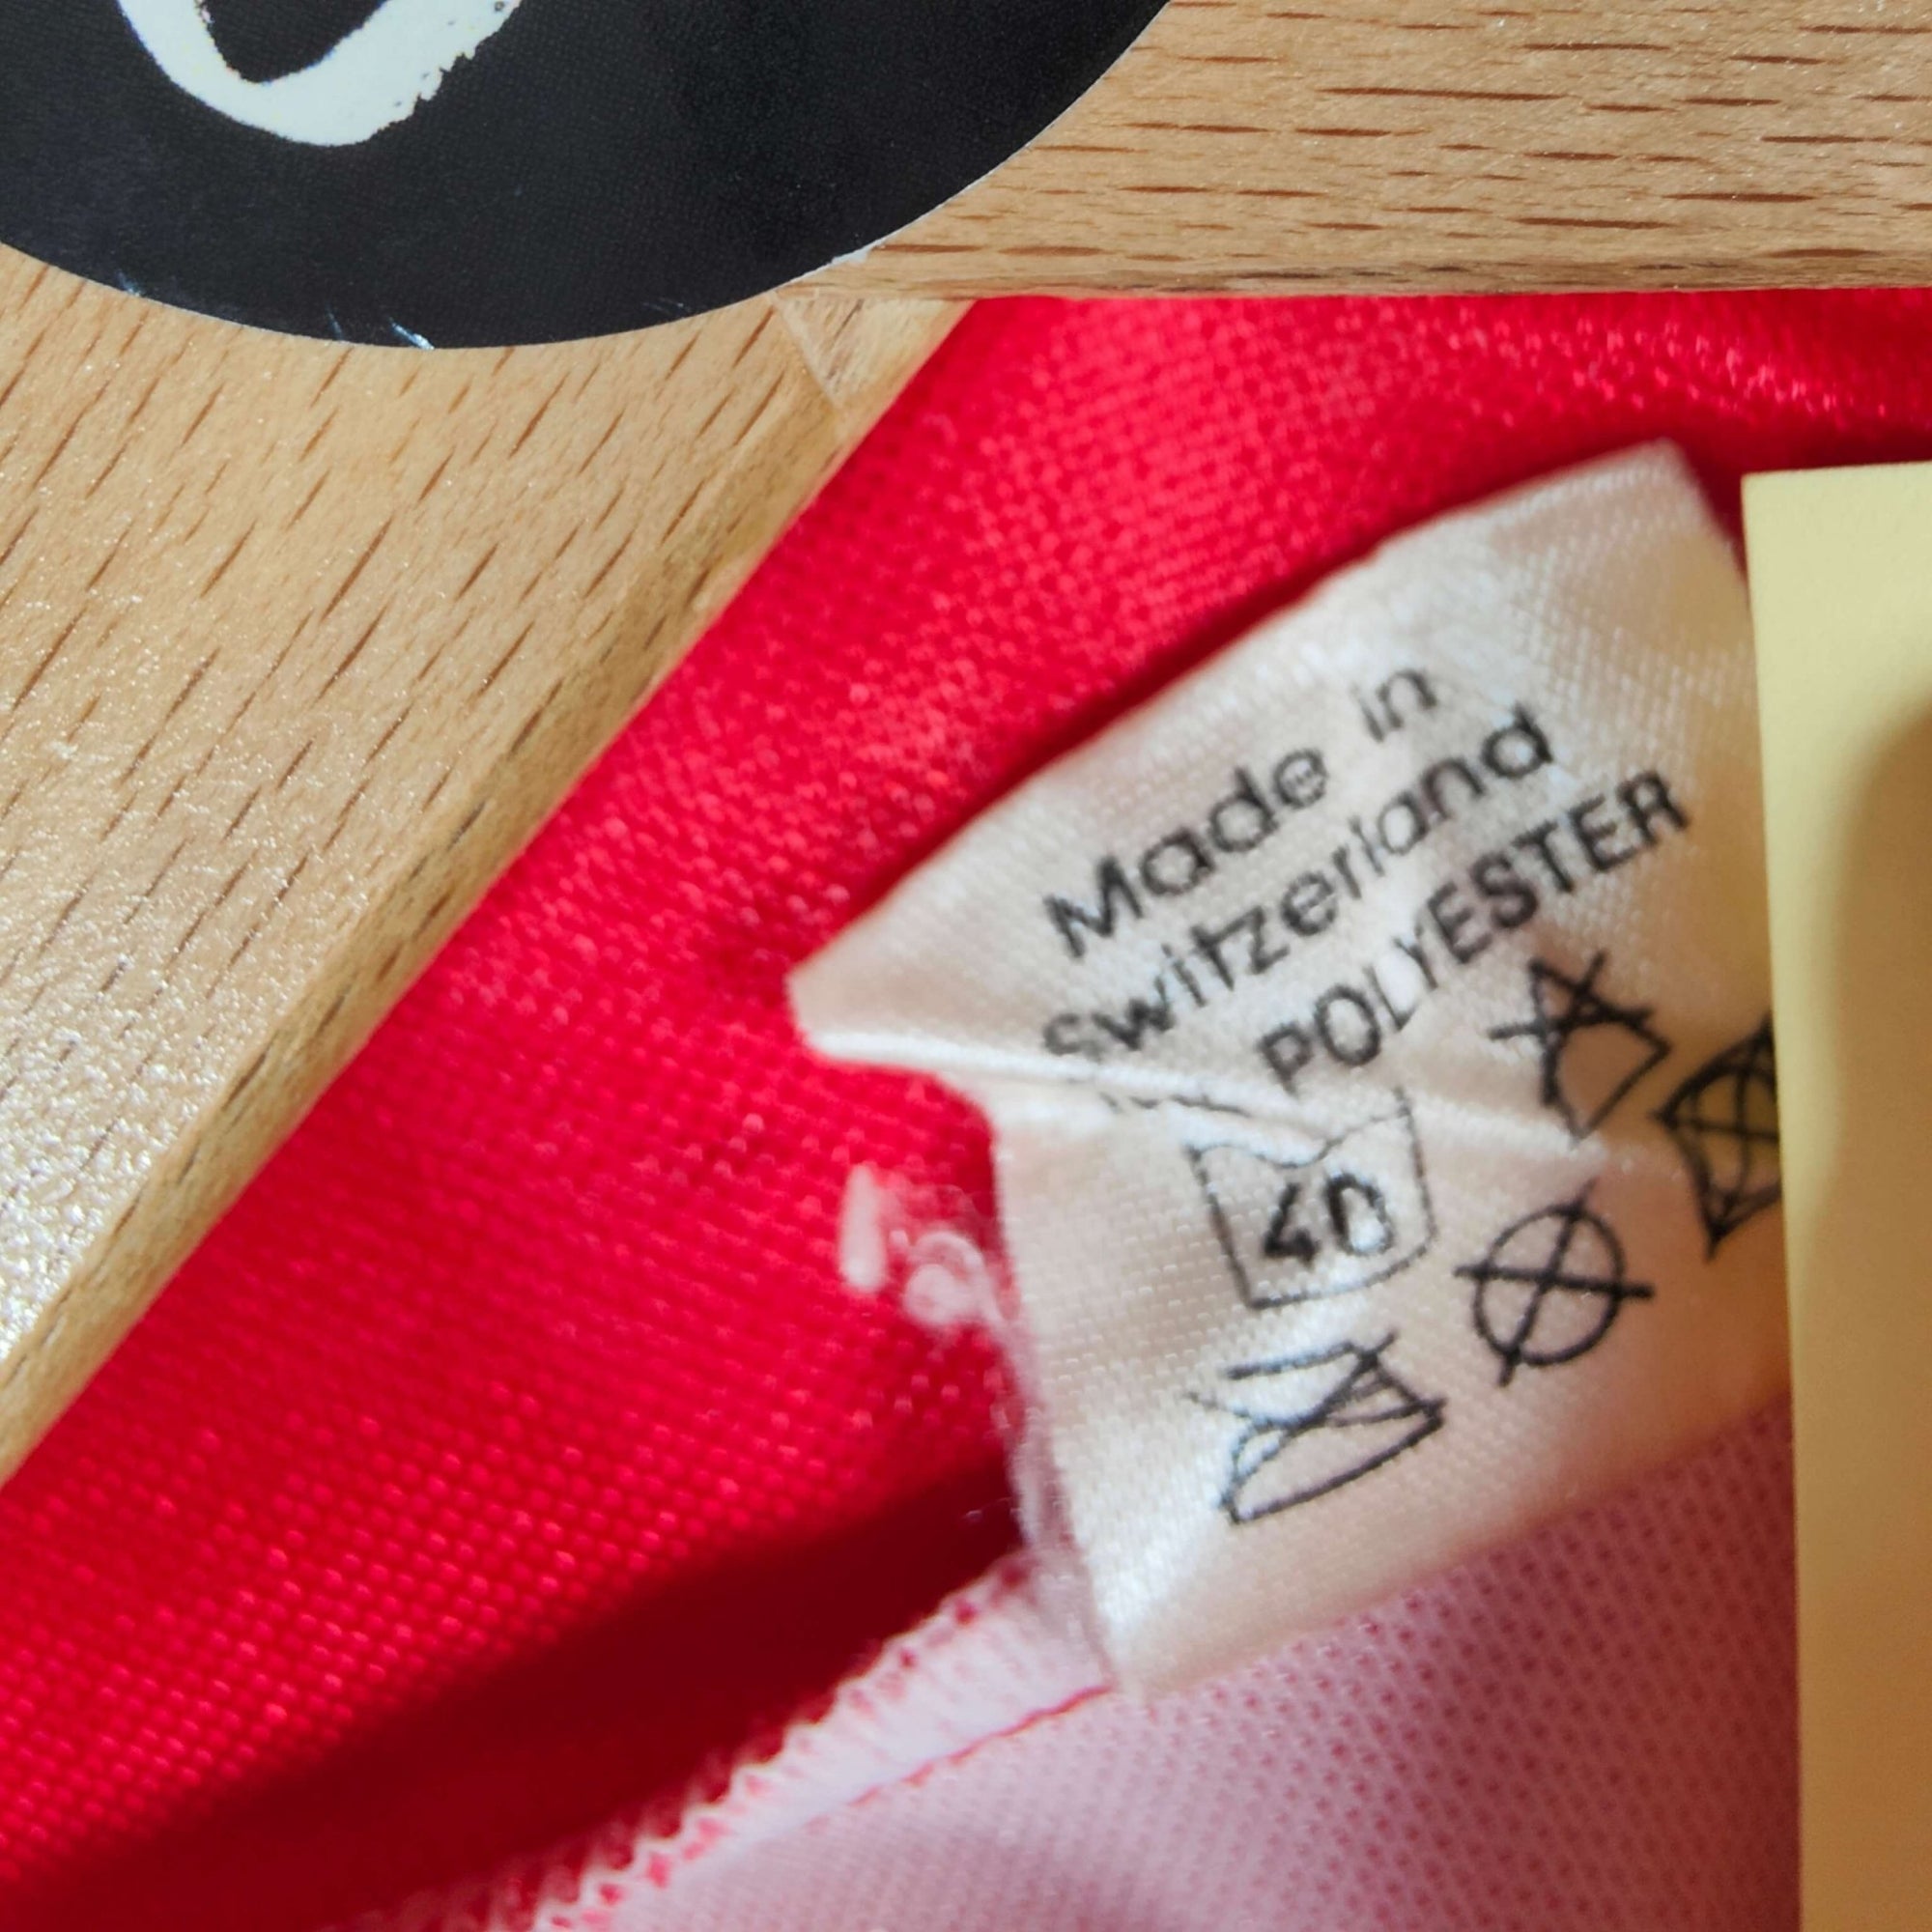 Made in
Switzerland
POLYESTER
40